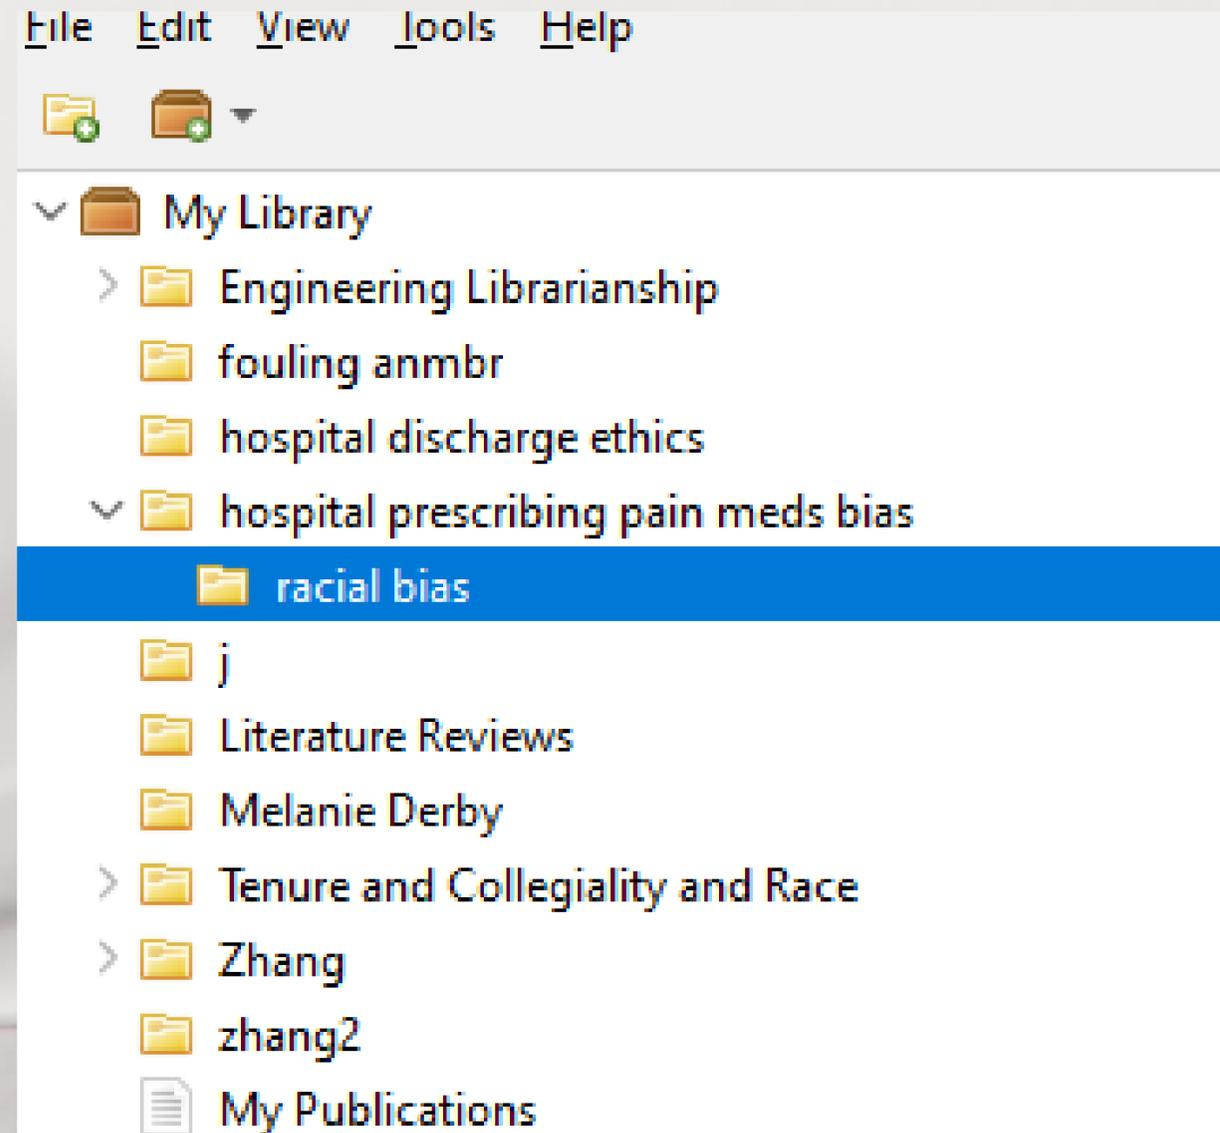 File Edit View Tools Help
My Library
Engineering Librarianship
fouling anmbr
hospital discharge ethics
hospital prescribing pain meds bias
racial bias
j
Literature Reviews
Melanie Derby
Tenure and Collegiality and Race
Zhang
zhang2
My Publications